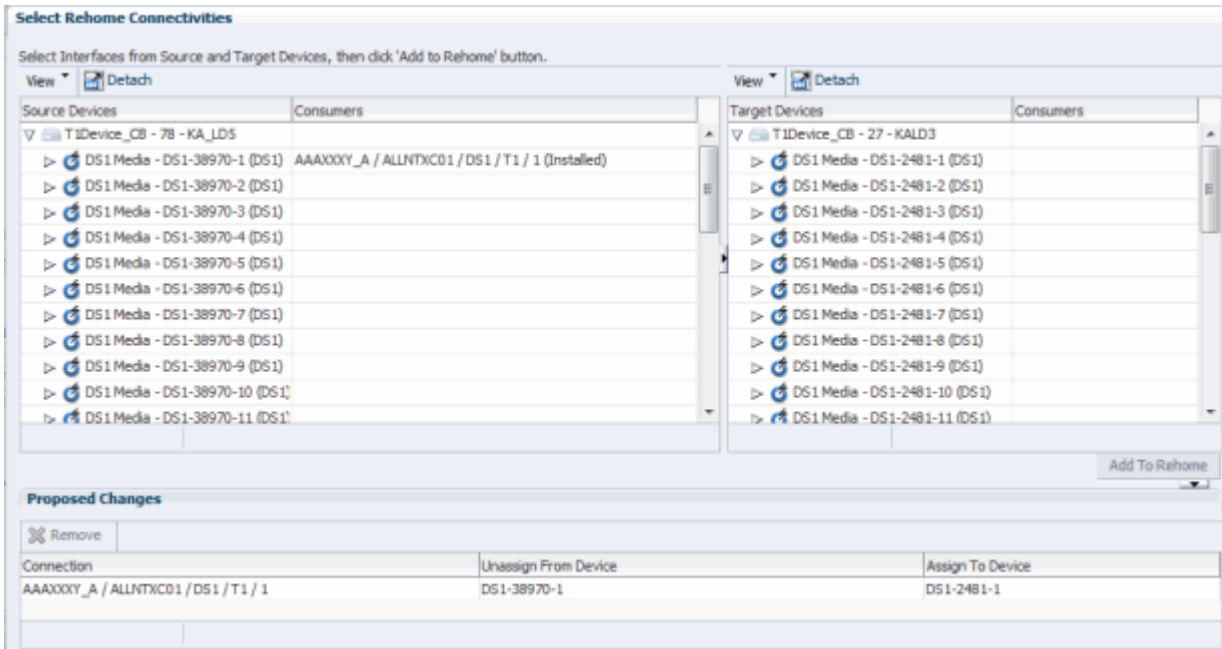 Select Rehome Connectivities
Select Interfaces from Source and Target Devices, then click 'Add to Rehome' button.
View Detach
Source Devices Consumers
T1Device_CB - 78 - KA_LD5
DS1 Media - DS1-38970-1 (DS1) AAAXXXY_A / ALLNTXC01 / DS1 / T1 / 1 (Installed)
DS1 Media - DS1-38970-2 (DS1)
DS1 Media - DS1-38970-3 (DS1)
DS1 Media - DS1-38970-4 (DS1)
DS1 Media - DS1-38970-5 (DS1)
DS1 Media - DS1-38970-6 (DS1)
DS1 Media - DS1-38970-7 (DS1)
DS1 Media - DS1-38970-8 (DS1)
DS1 Media - DS1-38970-9 (DS1)
DS1 Media - DS1-38970-10 (DS1)
DS1 Media - DS1-38970-11 (DS1)
View Detach
Target Devices Consumers
T1Device_CB - 27 - KALD3
DS1 Media - DS1-2481-1 (DS1)
DS1 Media - DS1-2481-2 (DS1)
DS1 Media - DS1-2481-3 (DS1)
DS1 Media - DS1-2481-4 (DS1)
DS1 Media - DS1-2481-5 (DS1)
DS1 Media - DS1-2481-6 (DS1)
DS1 Media - DS1-2481-7 (DS1)
DS1 Media - DS1-2481-8 (DS1)
DS1 Media - DS1-2481-9 (DS1)
DS1 Media - DS1-2481-10 (DS1)
DS1 Media - DS1-2481-11 (DS1)
Add To Rehome
Proposed Changes
Remove
Connection Unassign From Device Assign To Device
AAAXXXY_A / ALLNTXC01 / DS1 / T1 / 1 DS1-38970-1 DS1-2481-1